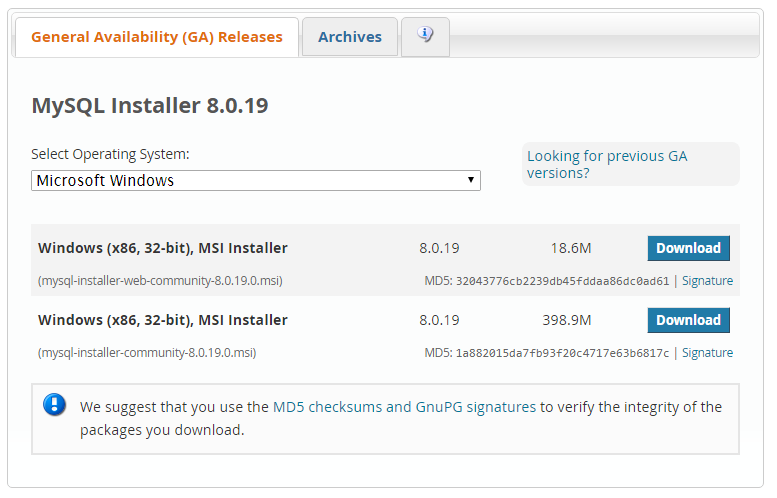 General Availability (GA) Releases
Archives
MySQL Installer 8.0.19
Select Operating System:
Microsoft Windows
Looking for previous GA
versions?
Windows (x86, 32-bit), MSI Installer 8.0.19 18.6M Download
(mysql-installer-web-community-8.0.19.0.msi) MD5: 32043776cb2239db45fddaa86dc0ad61 | Signature
Windows (x86, 32-bit), MSI Installer 8.0.19 398.9M Download
(mysql-installer-community-8.0.19.0.msi) MD5: 1a882015da7fb93f20c4717e63b6817c | Signature
We suggest that you use the MD5 checksums and GnuPG signatures to verify the integrity of the
packages you download.